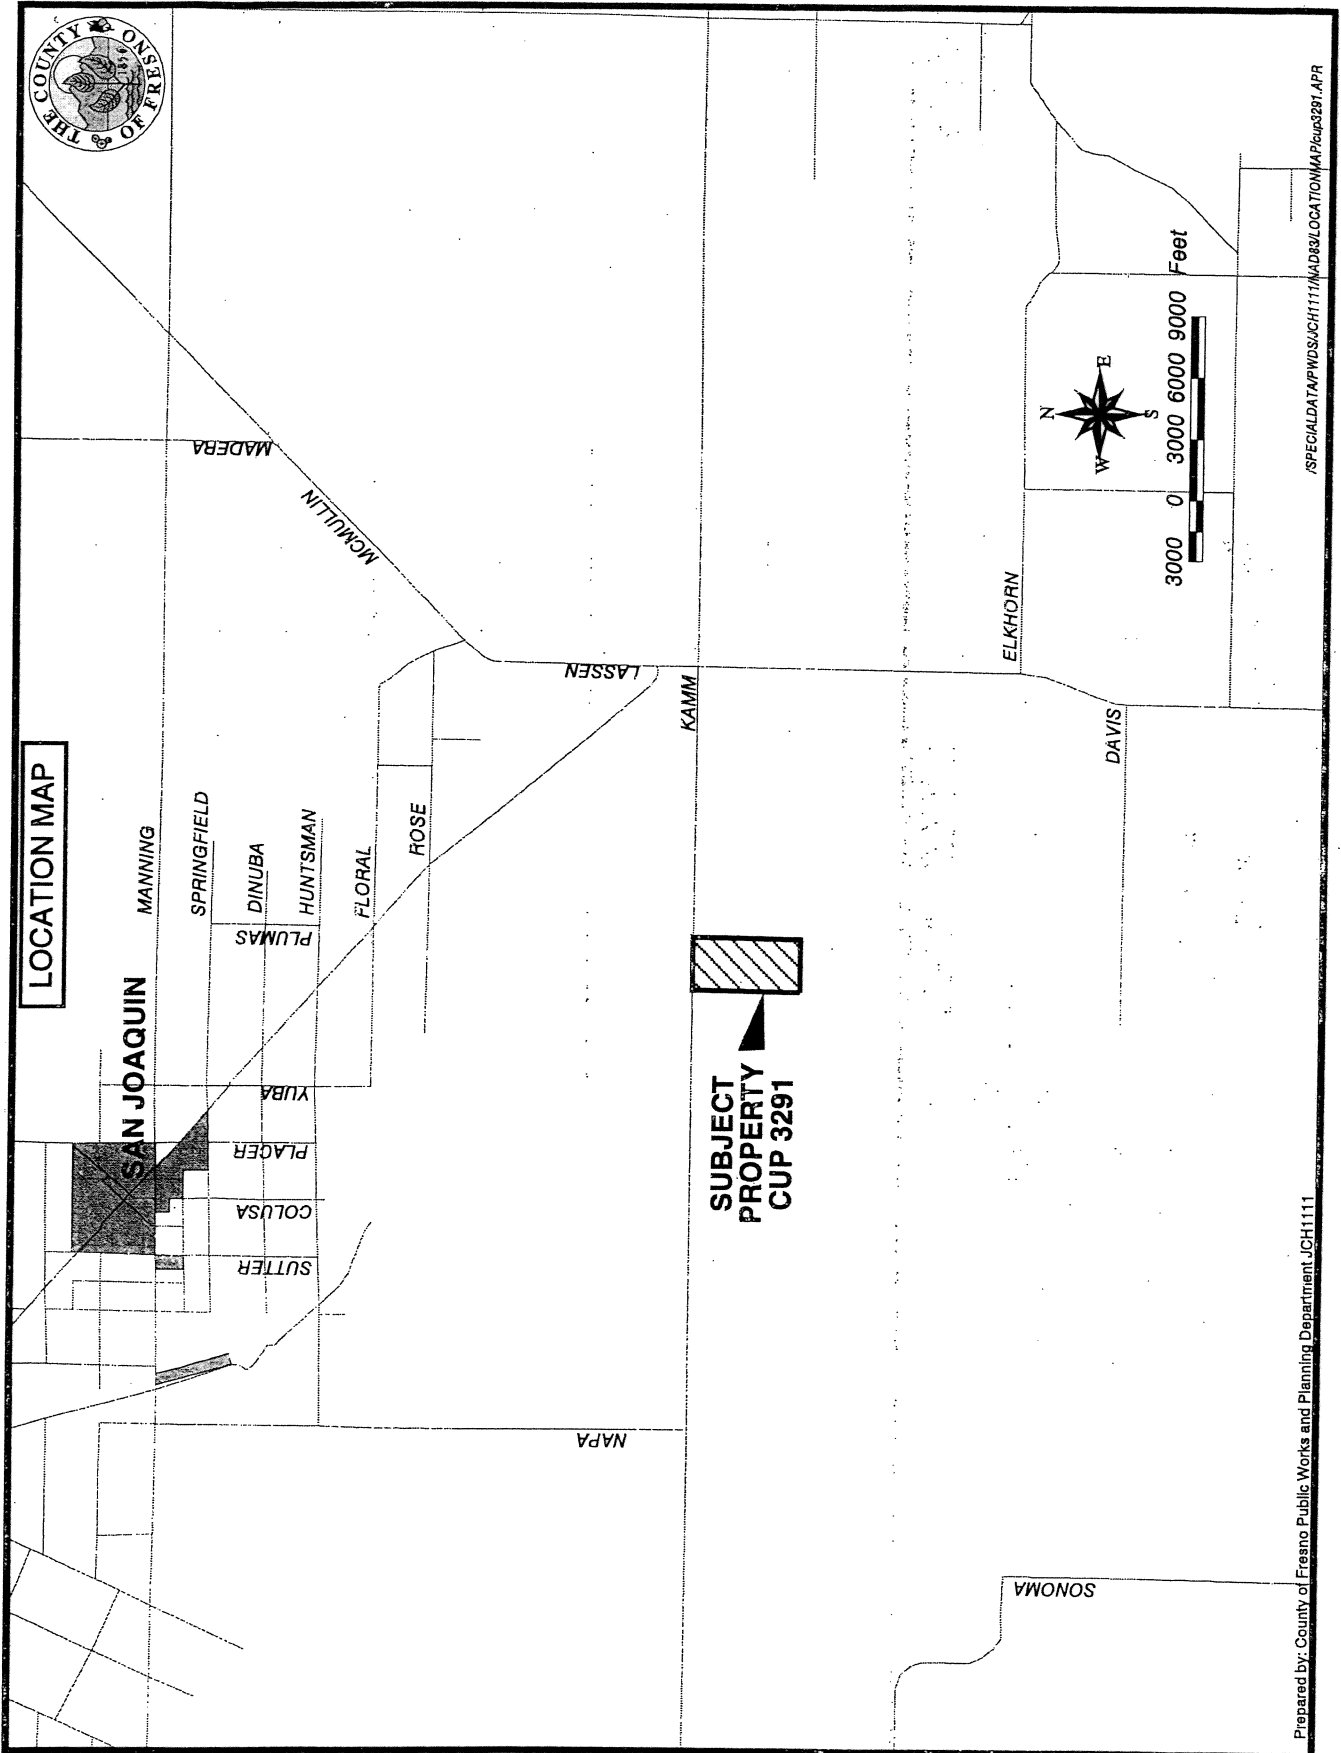 LOCATION MAP
THE COUNTY OF FRESNO
1856
SAN JOAQUIN
MANNING
SPRINGFIELD
DINUBA
HUNTSMAN
FLORAL
ROSE
KAMM
ELKHORN
DAVIS
SUTTER
COLUSA
PLACER
YUBA
PLUMAS
MADERA
MCMULLIN
LASSEN
NAPA
SONOMA
SUBJECT
PROPERTY
CUP 3291
N
W
E
S
3000 0 3000 6000 9000 Feet
Prepared by: County of Fresno Public Works and Planning Department JCH1111
/SPECIALDATA/PWDS/JCH1111/NAD83/LOCATIONMAP/cup3291.APR